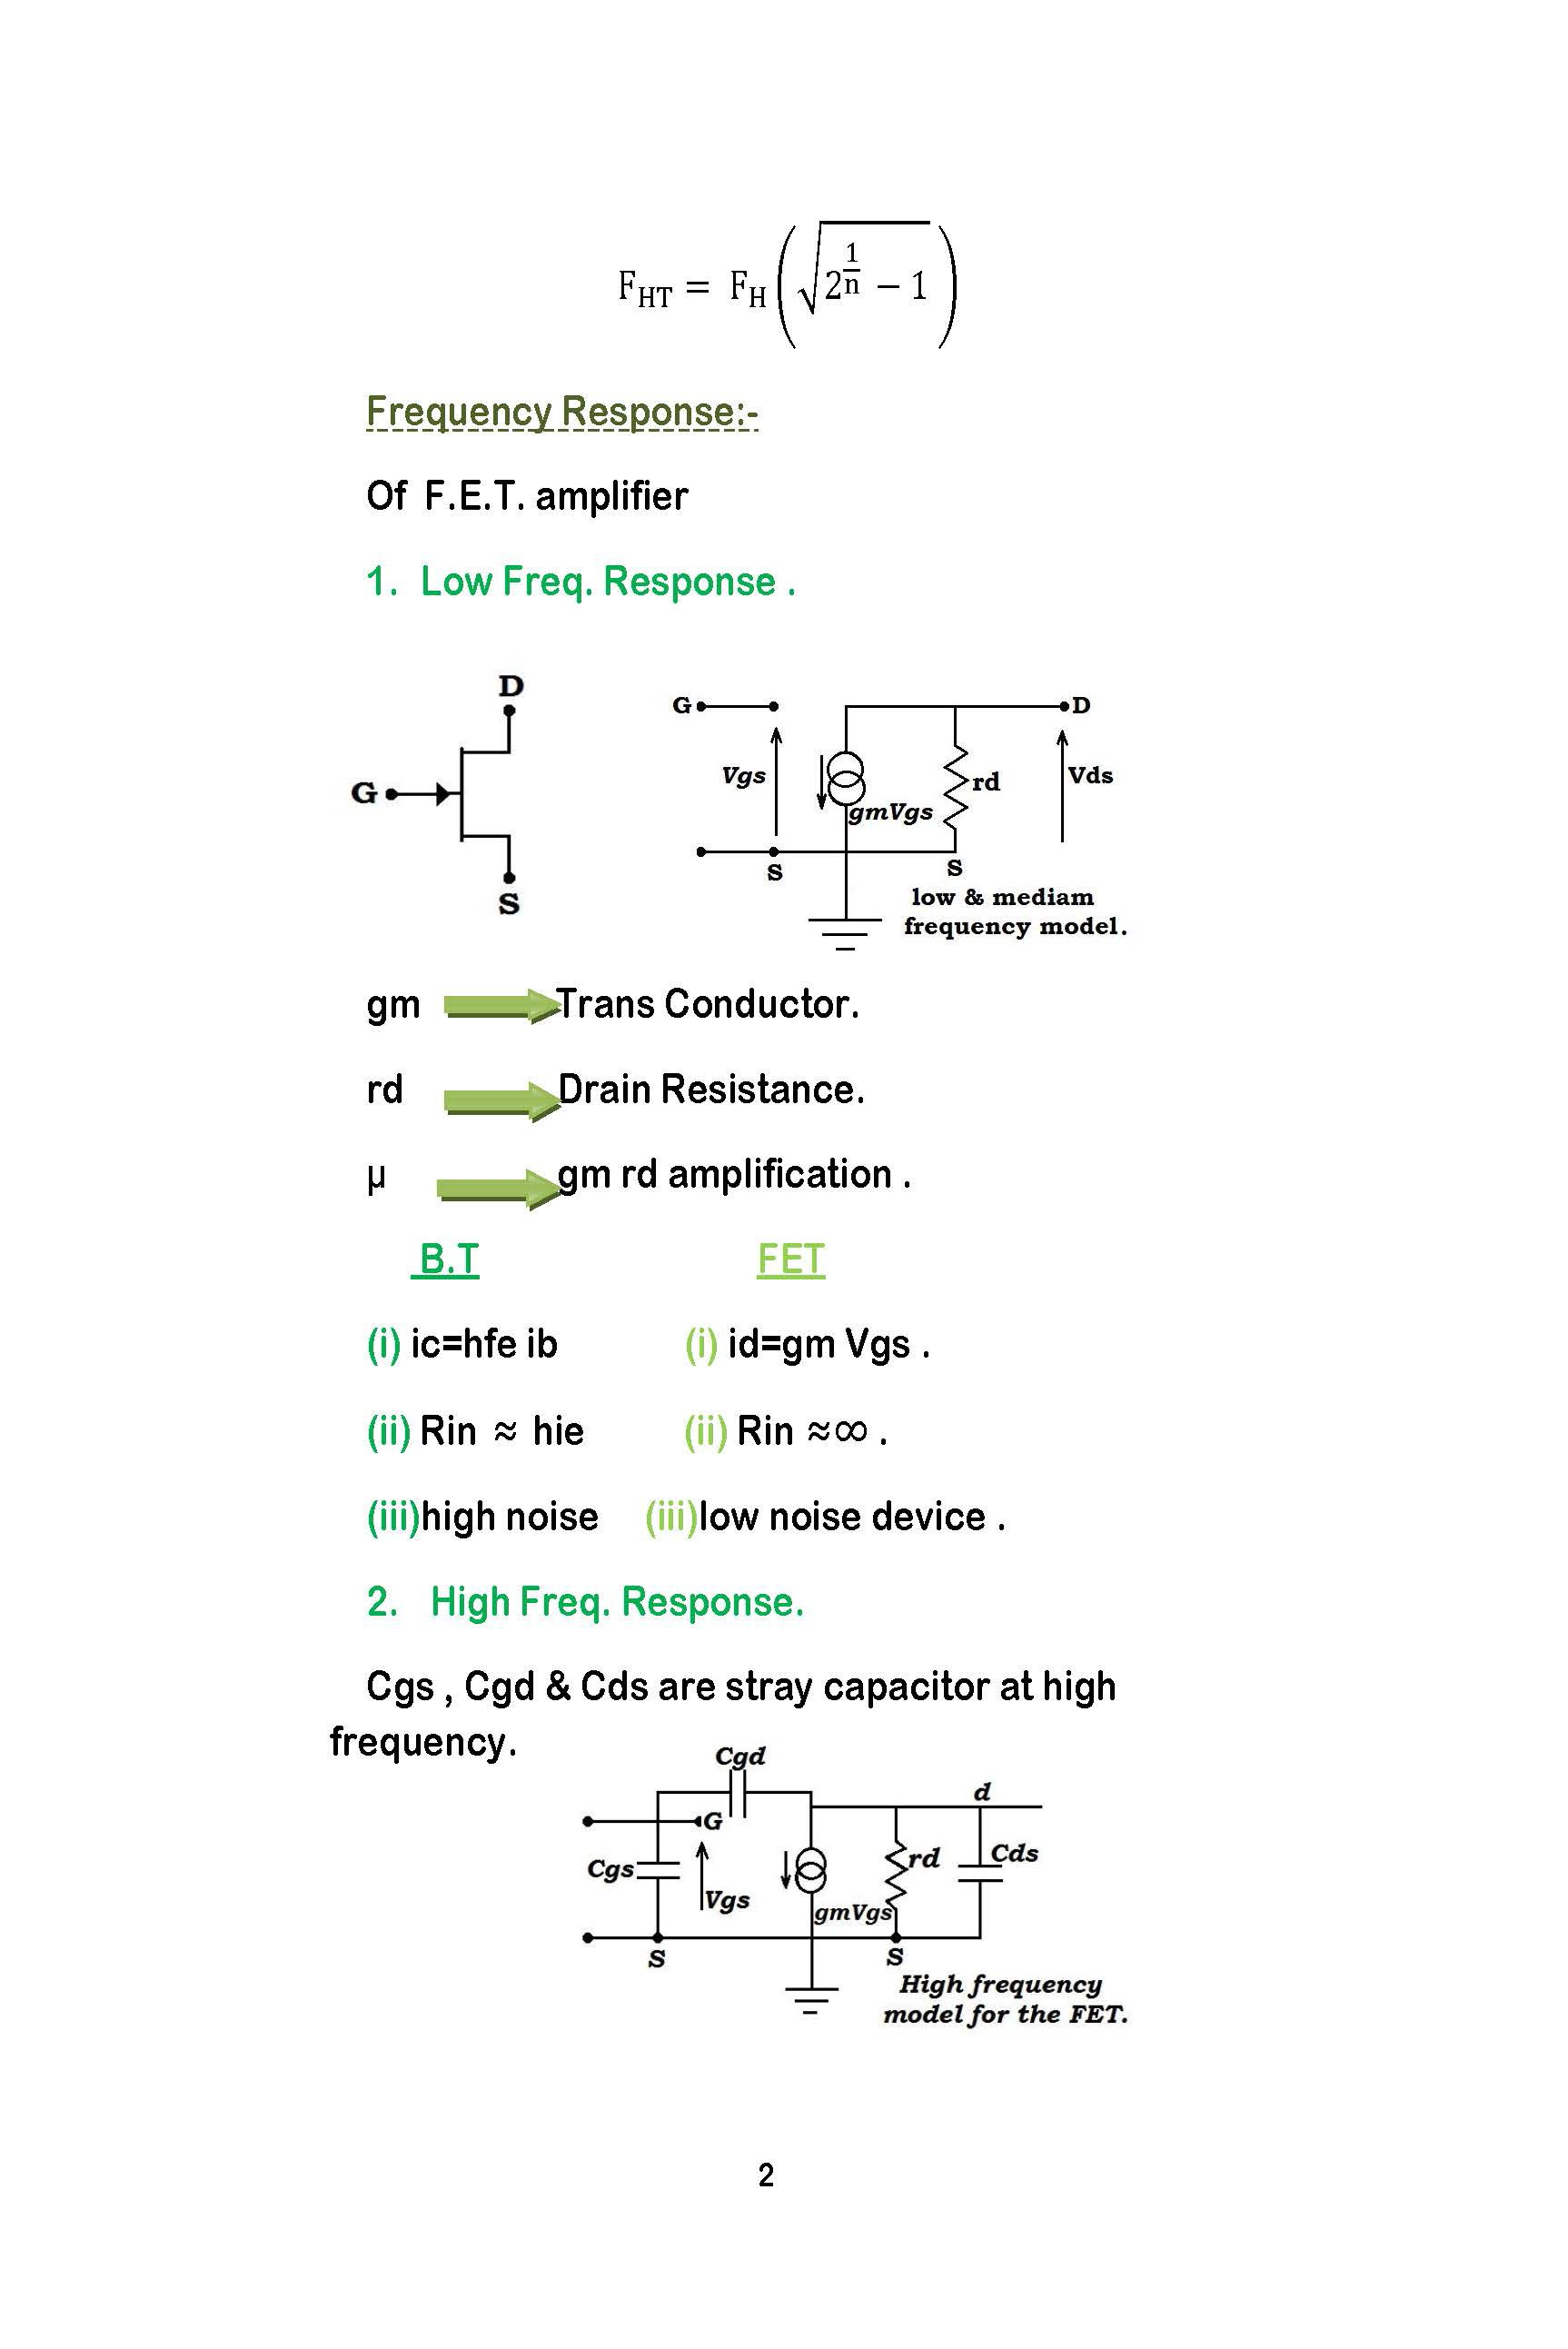 F_HT = F_H(√(2^(1/n) − 1))
Frequency Response:-
Of F.E.T. amplifier
1. Low Freq. Response .
D
G
S
G
D
Vgs
gmVgs
rd
Vds
S
S
low & mediam
frequency model.
gm Trans Conductor.
rd Drain Resistance.
μ gm rd amplification .
B.T FET
(i) ic=hfe ib (i) id=gm Vgs .
(ii) Rin ≈ hie (ii) Rin ≈∞ .
(iii)high noise (iii)low noise device .
2. High Freq. Response.
Cgs , Cgd & Cds are stray capacitor at high
frequency.
Cgd
d
G
Cgs
Vgs
gmVgs
rd
Cds
S
S
High frequency
model for the FET.
2